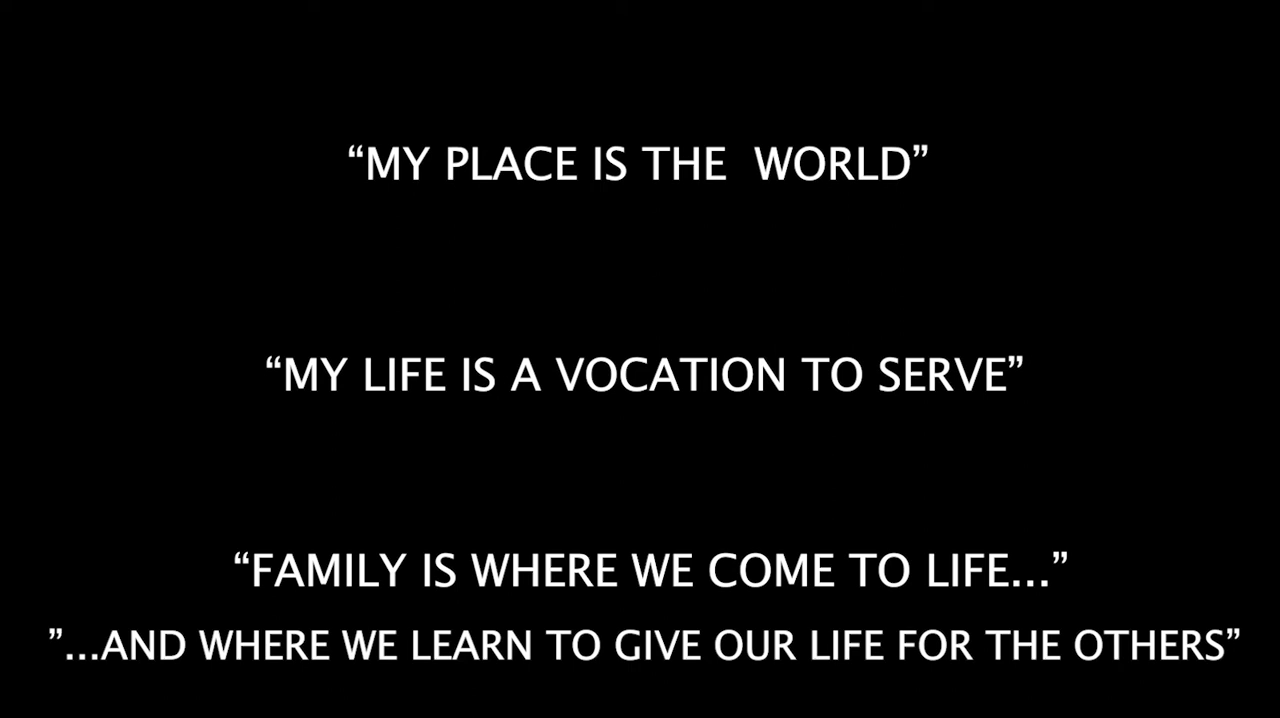 “MY PLACE IS THE  WORLD”
“MY LIFE IS A VOCATION TO SERVE”
“FAMILY IS WHERE WE COME TO LIFE...”
”...AND WHERE WE LEARN TO GIVE OUR LIFE FOR THE OTHERS”